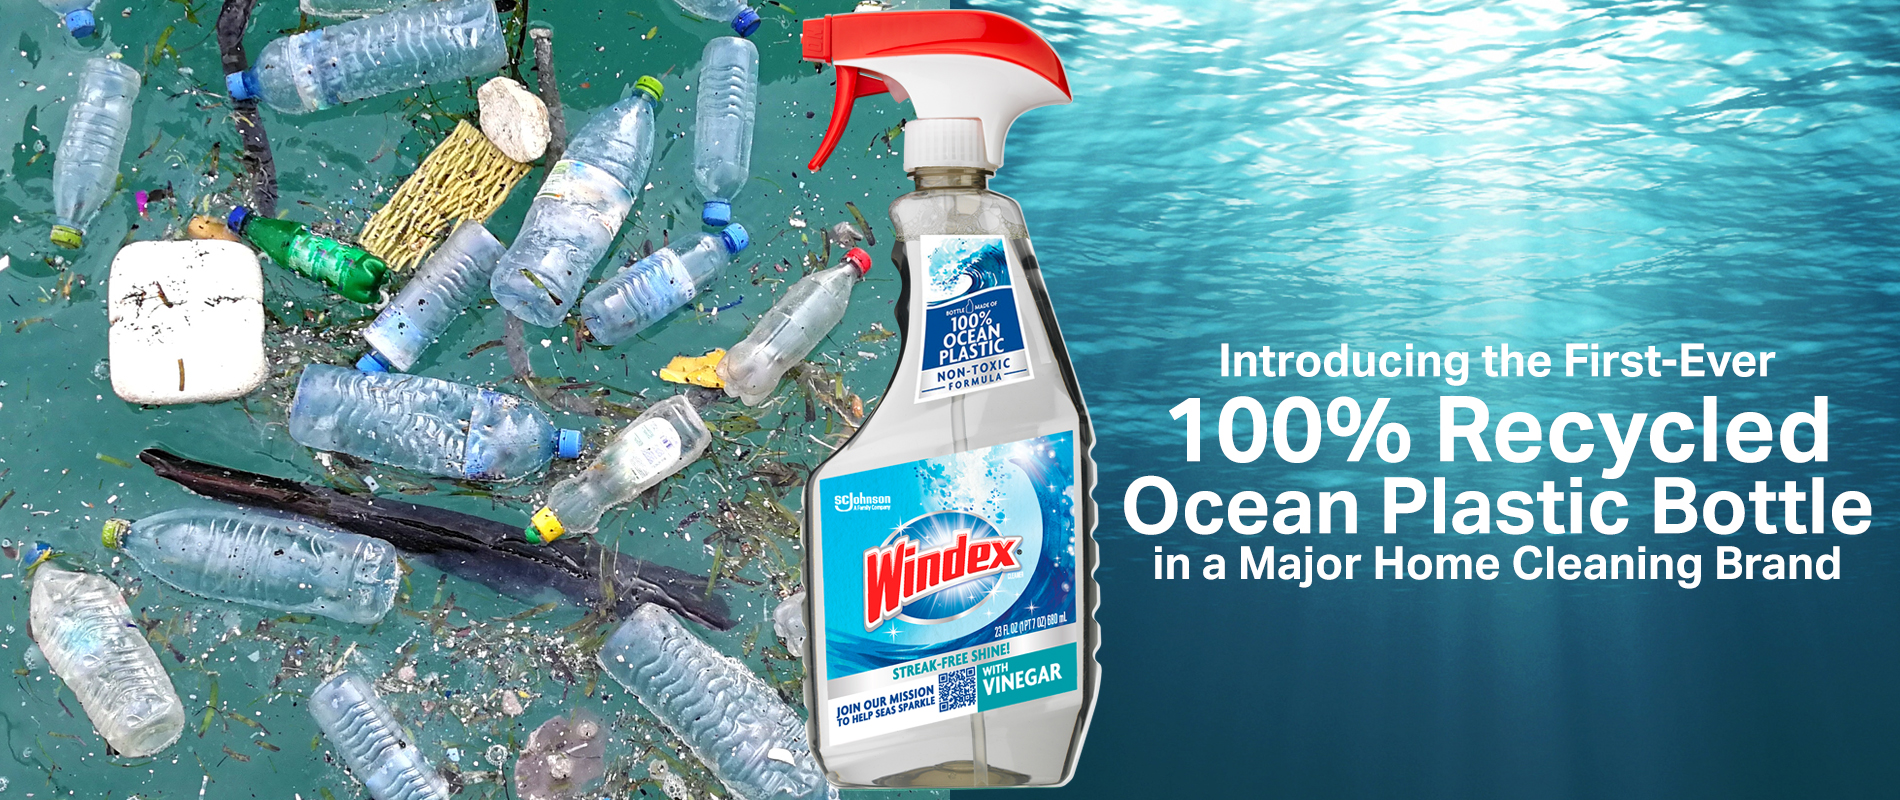 BOTTLE MADE OF
100%
OCEAN
PLASTIC
NON-TOXIC
FORMULA
SCJohnson
A Family Company
Windex
CLEANER
23 FL OZ (1 PT 7 OZ) 680 mL
STREAK-FREE SHINE!
WITH
VINEGAR
JOIN OUR MISSION
TO HELP SEAS SPARKLE
Introducing the First-Ever
100% Recycled
Ocean Plastic Bottle
in a Major Home Cleaning Brand